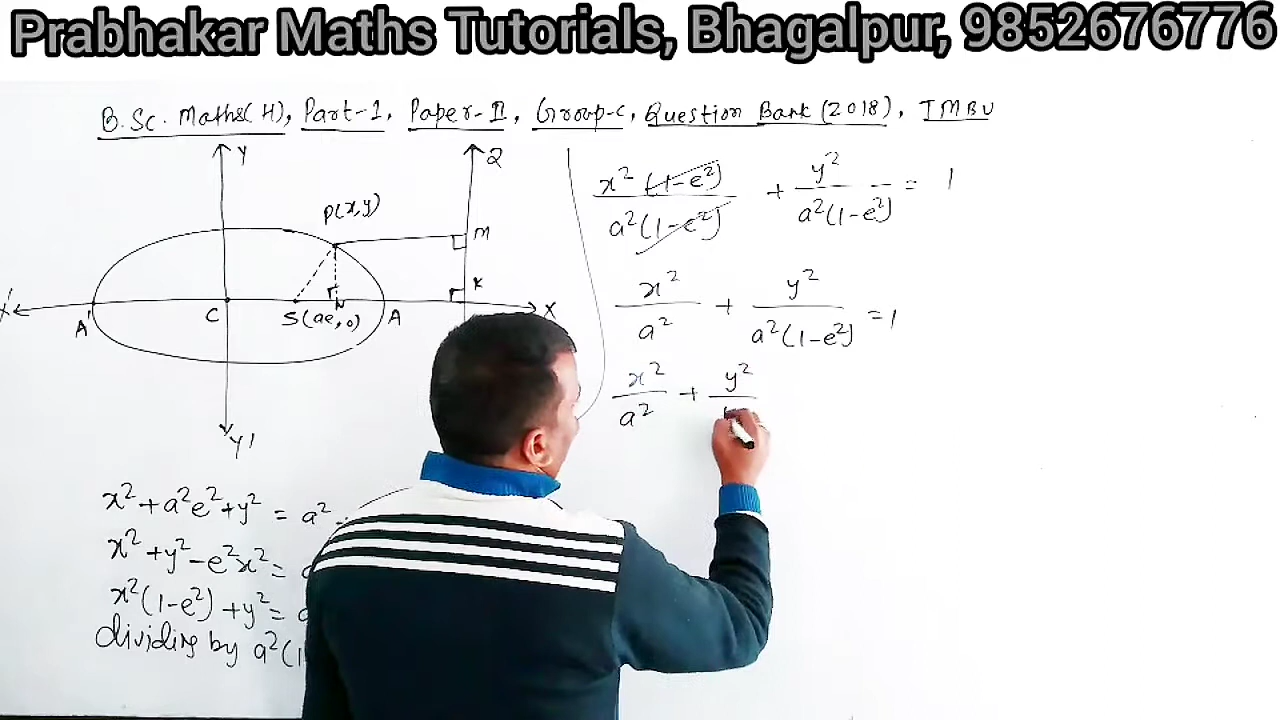 Prabhakar Maths Tutorials, Bhagalpur, 9852676776
B.Sc. Maths(H), Part-I, Paper-II, Group-C, Question Bank (2018), TMBU
Y
Z
P(x,y)
M
K
X'
A'
C
S(ae,0)
N
A
X
Y'
x²+a²e²+y² = a²
x²+y²-e²x² =
x²(1-e²)+y² =
dividing by a²(1
x²(1-e²)/a²(1-e²) + y²/a²(1-e²) = 1
x²/a² + y²/a²(1-e²) = 1
x²/a² + y²/